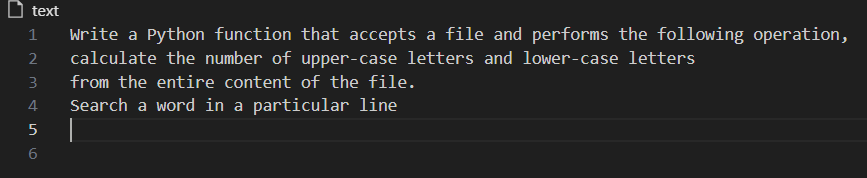 text
1 Write a Python function that accepts a file and performs the following operation,
2 calculate the number of upper-case letters and lower-case letters
3 from the entire content of the file.
4 Search a word in a particular line
5
6